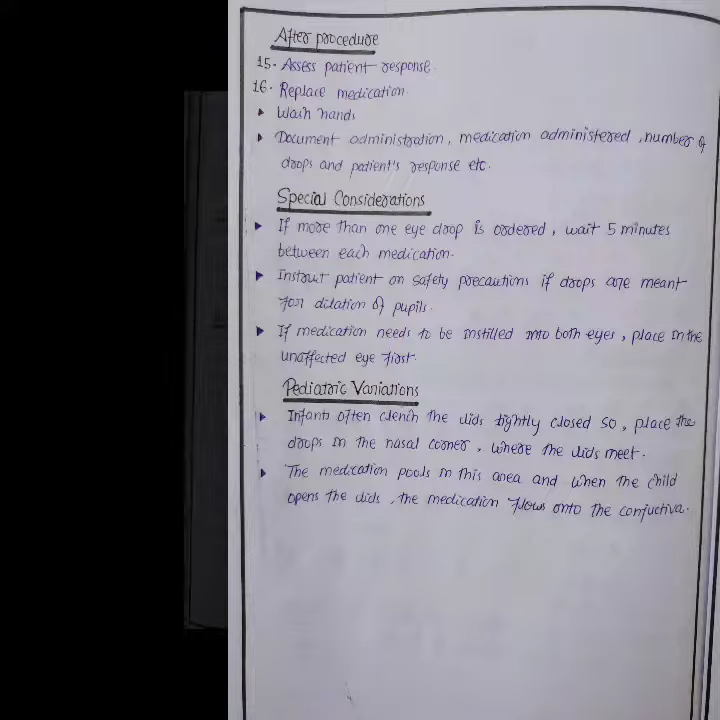 After procedure
15. Assess patient response.
16. Replace medication.
▸ Wash hands
▸ Document administration, medication administered, number of
drops and patient's response etc.
Special Considerations
▸ If more than one eye drop is ordered, wait 5 minutes
between each medication.
▸ Instruct patient on safety precautions if drops are meant
for dilation of pupils.
▸ If medication needs to be instilled into both eyes, place in the
unaffected eye first.
Pediatric Variations
▸ Infants often clench the lids tightly closed so, place the
drops in the nasal corner, where the lids meet.
▸ The medication pools in this area and when the child
opens the lids, the medication flows onto the conjuctiva.